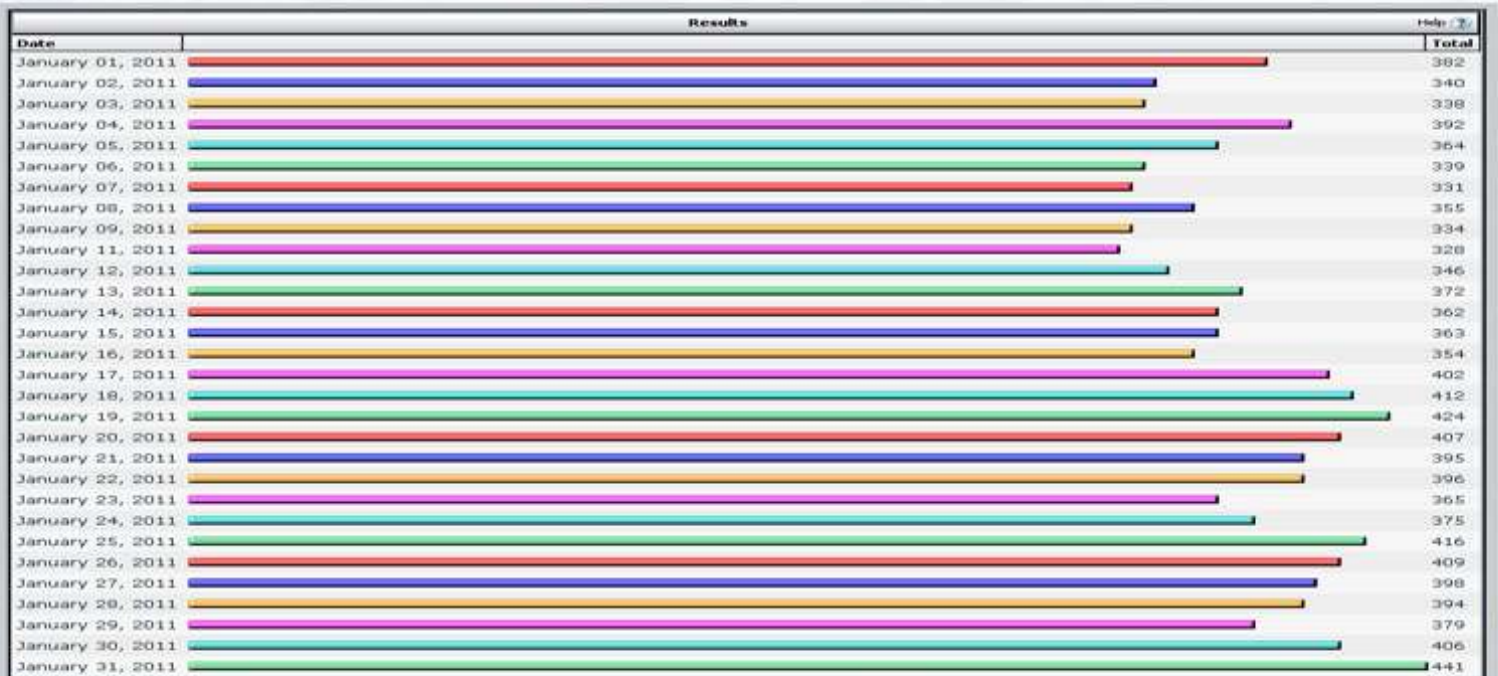 Results Help ?
Date Total
January 01, 2011 382
January 02, 2011 340
January 03, 2011 338
January 04, 2011 392
January 05, 2011 364
January 06, 2011 339
January 07, 2011 331
January 08, 2011 355
January 09, 2011 334
January 11, 2011 328
January 12, 2011 346
January 13, 2011 372
January 14, 2011 362
January 15, 2011 363
January 16, 2011 354
January 17, 2011 402
January 18, 2011 412
January 19, 2011 424
January 20, 2011 407
January 21, 2011 395
January 22, 2011 396
January 23, 2011 365
January 24, 2011 375
January 25, 2011 416
January 26, 2011 409
January 27, 2011 398
January 28, 2011 394
January 29, 2011 379
January 30, 2011 406
January 31, 2011 441